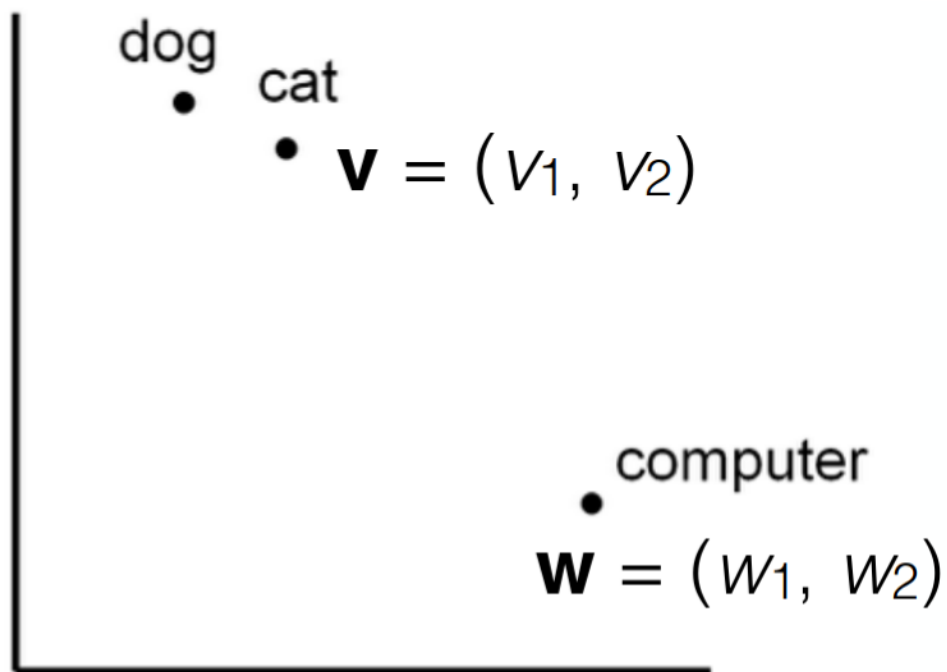 dog
cat
v = (v1, v2)
computer
w = (w1, w2)